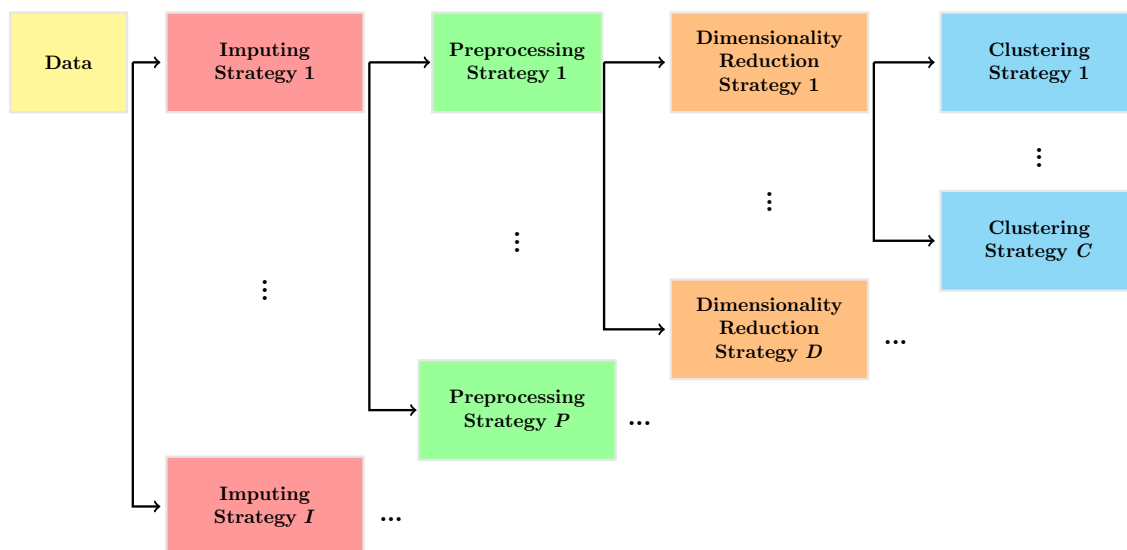 Data
Imputing
Strategy 1
Preprocessing
Strategy 1
Dimensionality
Reduction
Strategy 1
Clustering
Strategy 1
⋮
Clustering
Strategy C
⋮
⋮
⋮
Dimensionality
Reduction
Strategy D
...
Preprocessing
Strategy P
...
Imputing
Strategy I
...